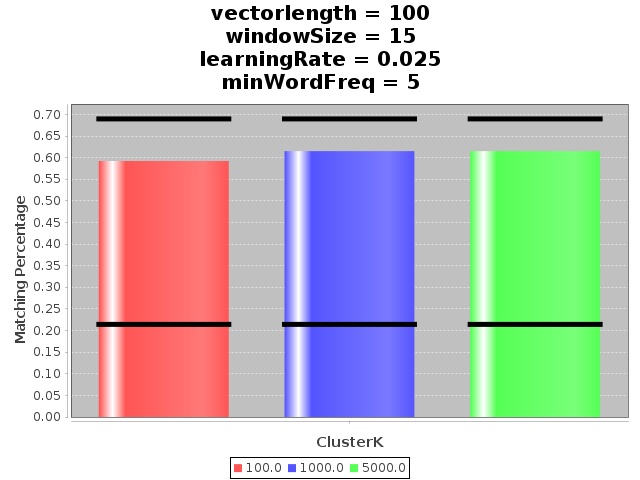 vectorlength = 100
windowSize = 15
learningRate = 0.025
minWordFreq = 5
Matching Percentage
0.70
0.65
0.60
0.55
0.50
0.45
0.40
0.35
0.30
0.25
0.20
0.15
0.10
0.05
0.00
ClusterK
100.0 1000.0 5000.0